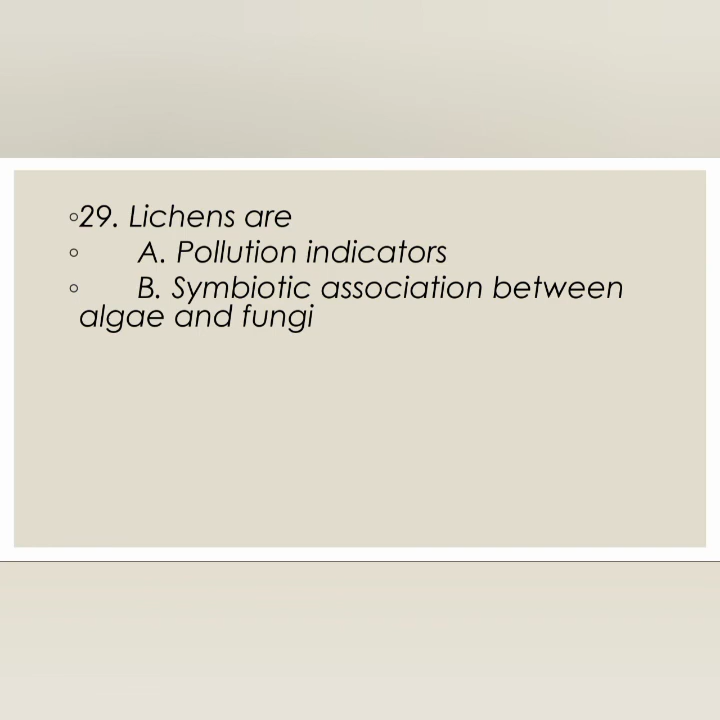 ◦29. Lichens are
◦ A. Pollution indicators
◦ B. Symbiotic association between
algae and fungi